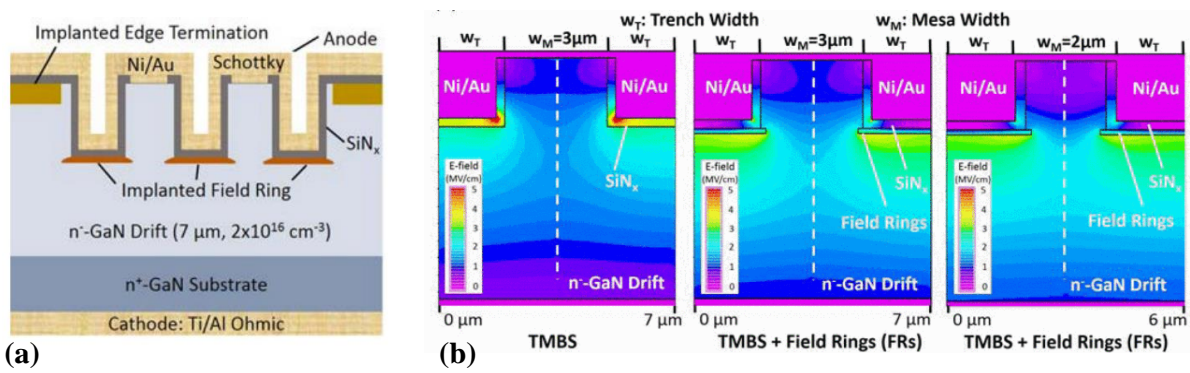 Implanted Edge Termination
Anode
Ni/Au
Schottky
SiNx
Implanted Field Ring
n⁻-GaN Drift (7 μm, 2x10¹⁶ cm⁻³)
n⁺-GaN Substrate
Cathode: Ti/Al Ohmic
(a)
wT: Trench Width wM: Mesa Width
wT wM=3μm wT
Ni/Au Ni/Au
E-field
(MV/cm)
5
4
3
2
1
0
SiNx
n⁻-GaN Drift
0 μm 7 μm
TMBS
wT wM=3μm wT
Ni/Au Ni/Au
E-field
(MV/cm)
5
4
3
2
1
0
SiNx
Field Rings
n⁻-GaN Drift
0 μm 7 μm
TMBS + Field Rings (FRs)
wT wM=2μm wT
Ni/Au Ni/Au
E-field
(MV/cm)
5
4
3
2
1
0
SiNx
Field Rings
n⁻-GaN Drift
0 μm 6 μm
TMBS + Field Rings (FRs)
(b)